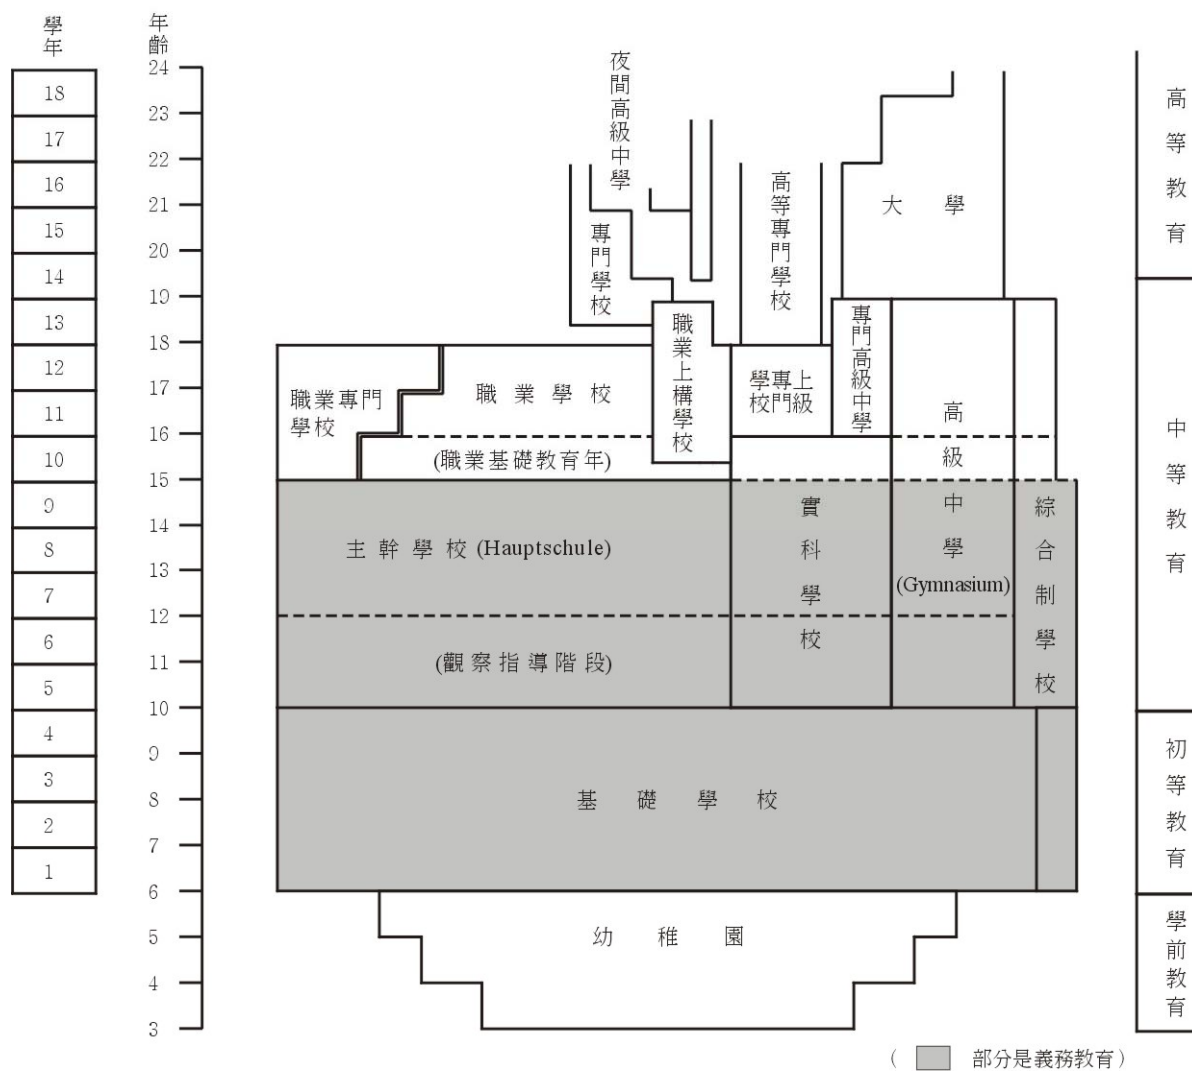 學年
年齡
18
17
16
15
14
13
12
11
10
9
8
7
6
5
4
3
2
1
24
23
22
21
20
19
18
17
16
15
14
13
12
11
10
9
8
7
6
5
4
3
夜間高級中學
專門學校
職業上構學校
高等專門學校
大學
職業專門
學校
職業學校
上級
專門
學校
專門高級中學
(職業基礎教育年)
主幹學校(Hauptschule)
(觀察指導階段)
實科學校
高級中學
(Gymnasium)
綜合制學校
基礎學校
幼稚園
高等教育
中等教育
初等教育
學前教育
( 部分是義務教育)